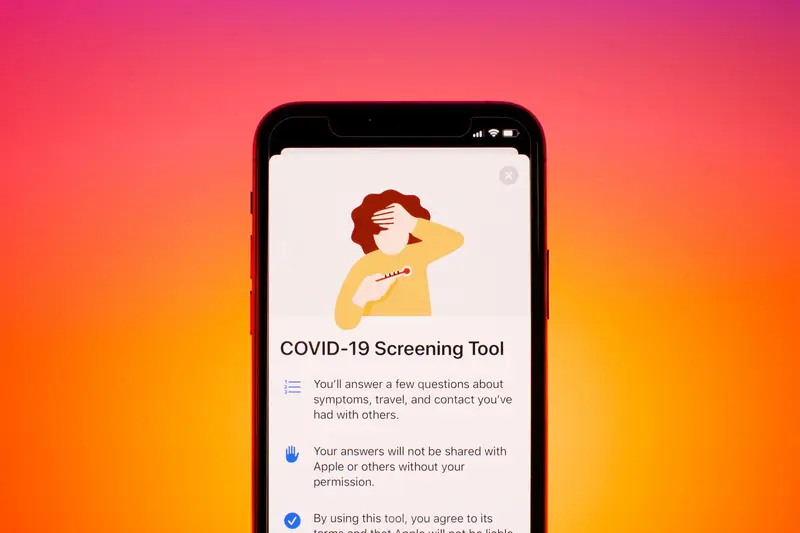 COVID-19 Screening Tool
You'll answer a few questions about
symptoms, travel, and contact you've
had with others.
Your answers will not be shared with
Apple or others without your
permission.
By using this tool, you agree to its
terms and that Apple will not be liable